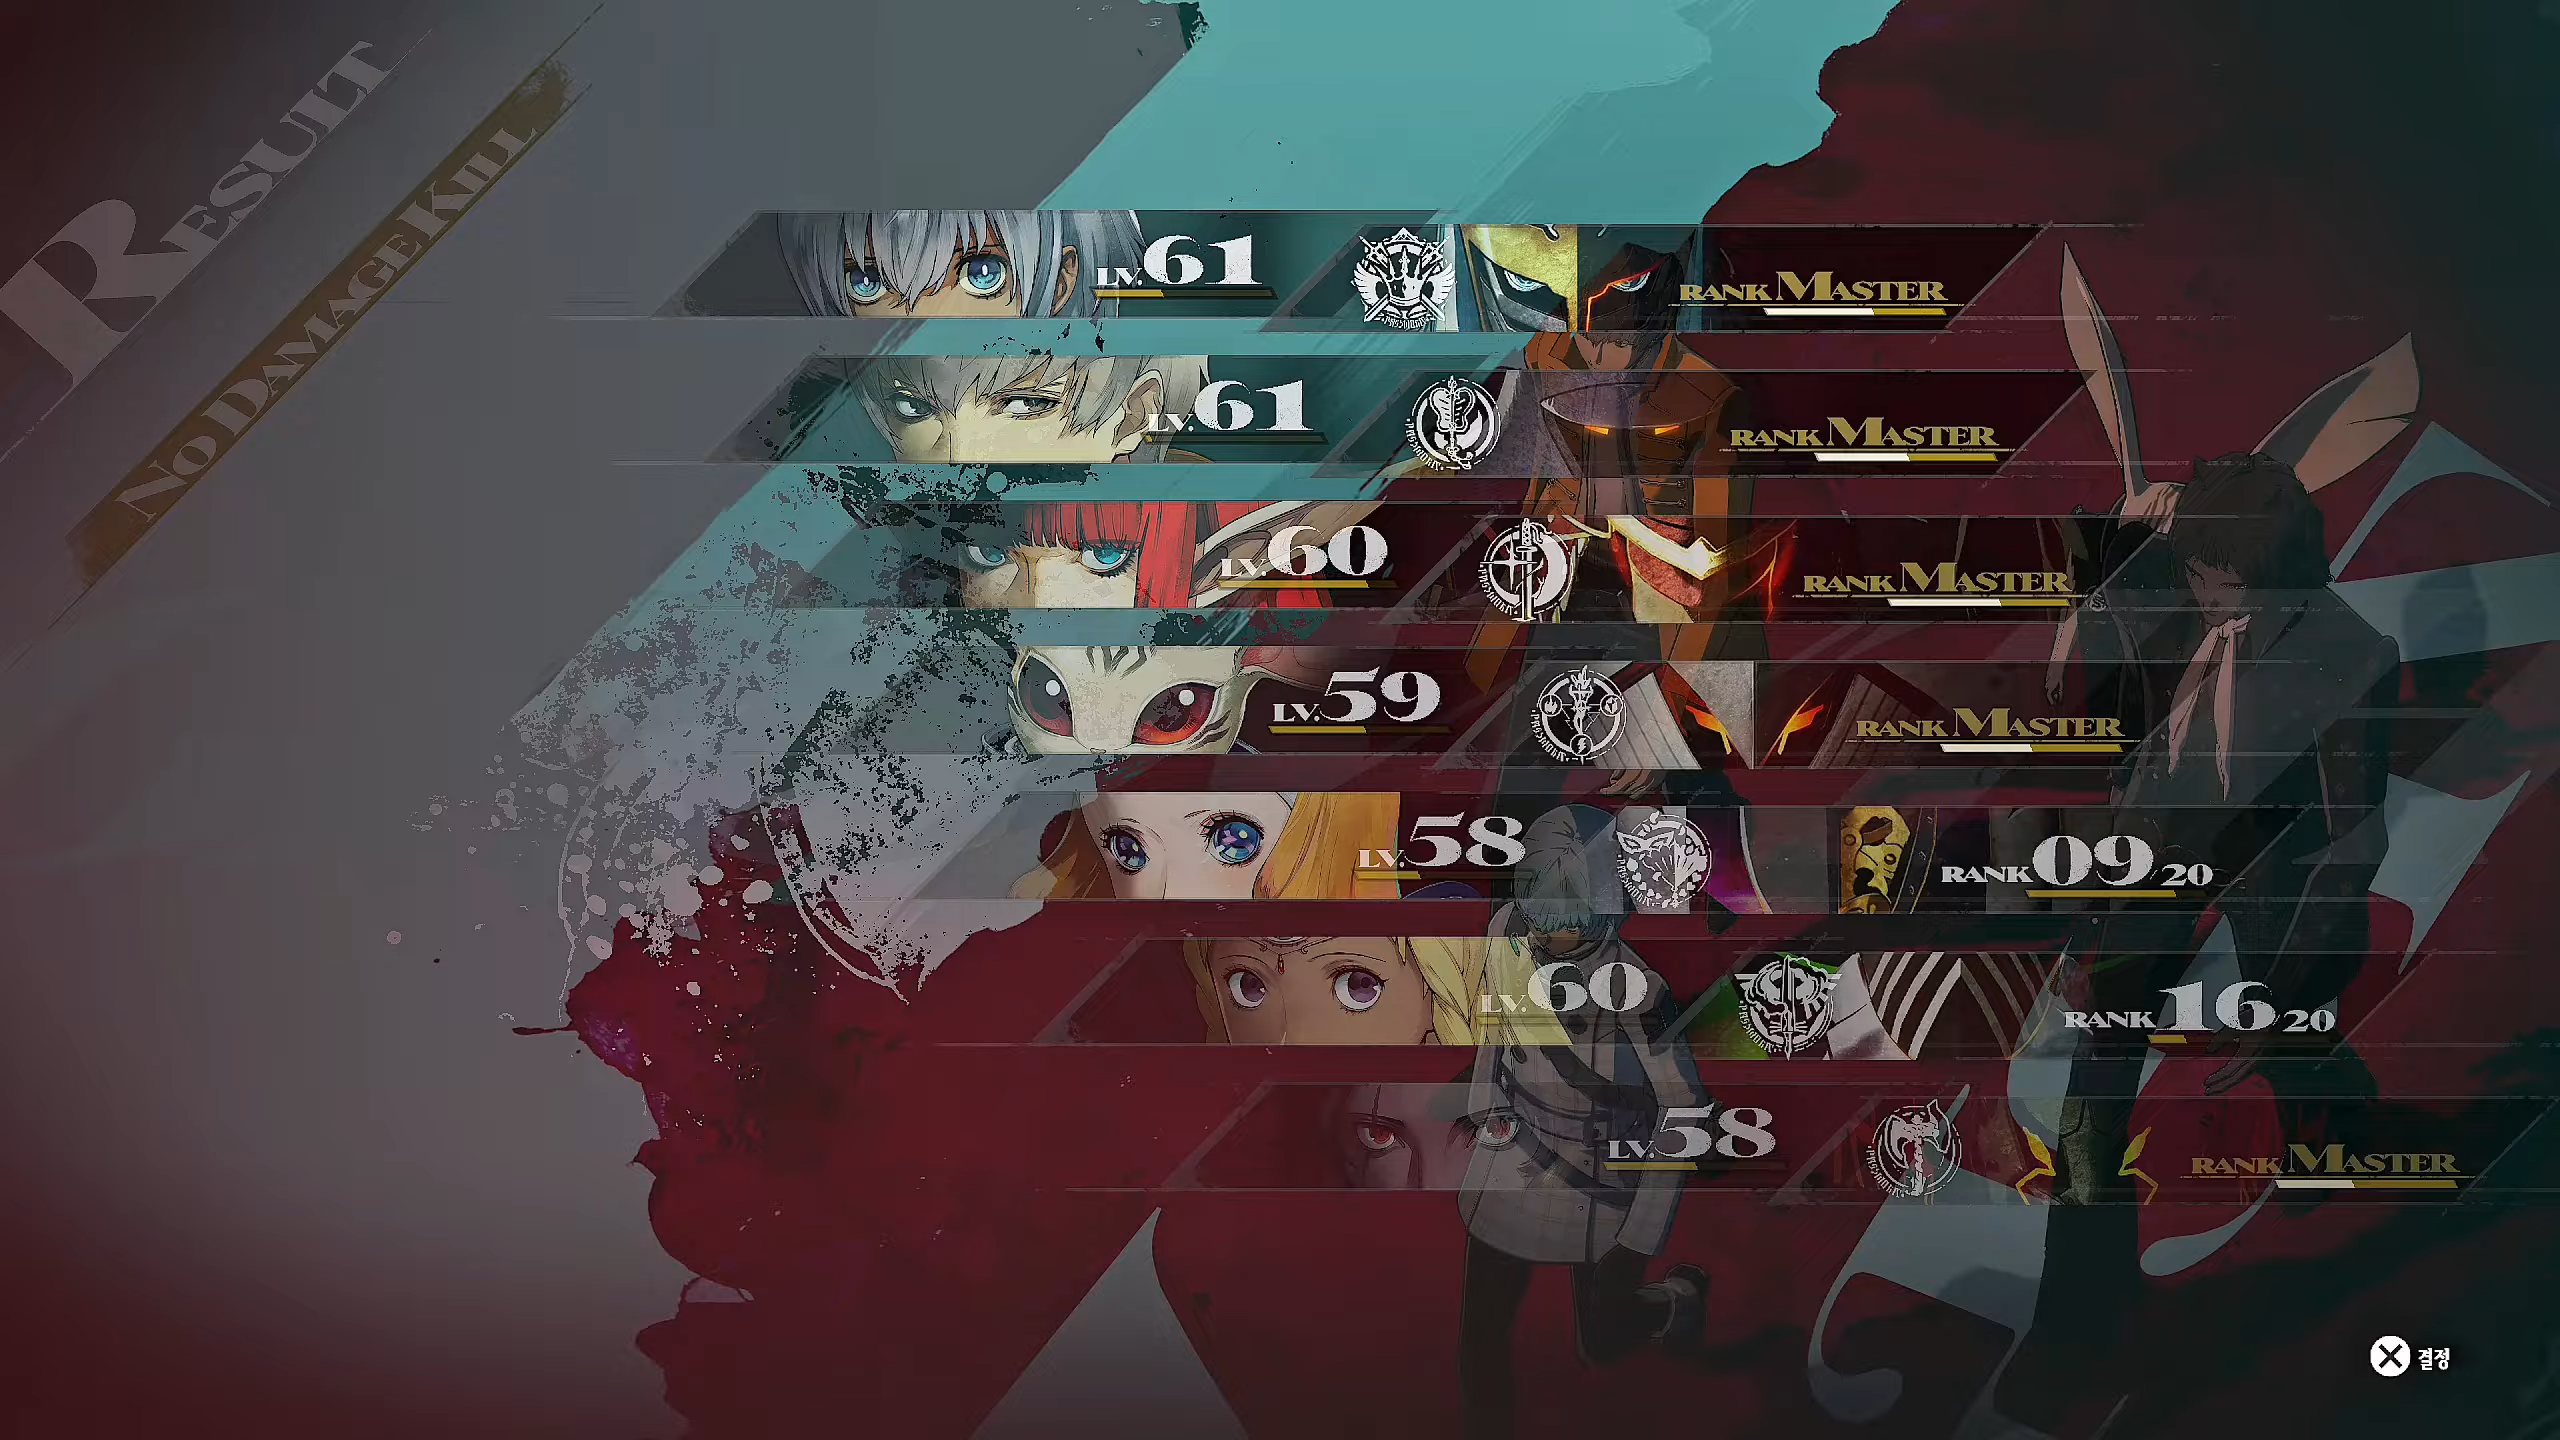 RESULT
NO DAMAGE KILL
LV. 61 RANK MASTER
LV. 61 RANK MASTER
LV. 60 RANK MASTER
LV. 59 RANK MASTER
LV. 58 RANK 09/20
LV. 60 RANK 16/20
LV. 58 RANK MASTER
결정